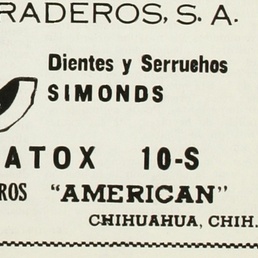 RADEROS, S. A.
Dientes y Serruchos
SIMONDS
ATOX 10-S
ROS "AMERICAN"
CHIHUAHUA, CHIH.